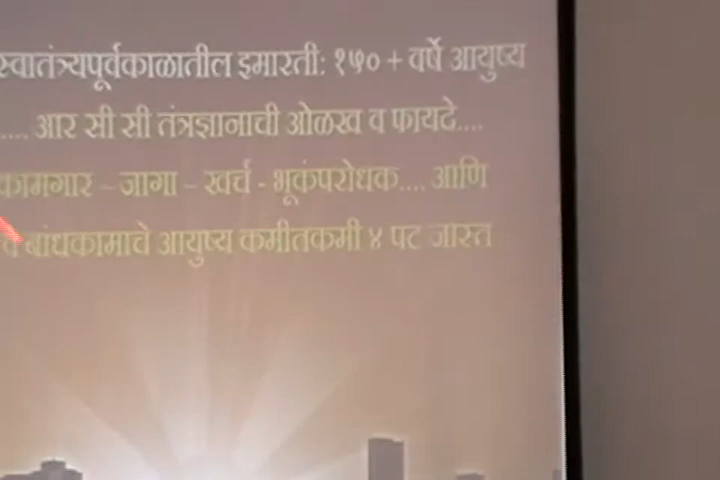 स्वातंत्र्यपूर्वकाळातील इमारती: १५० + वर्षे आयुष्य
.... आर सी सी तंत्रज्ञानाची ओळख व फायदे....
कामगार – जागा – खर्च - भूकंपरोधक.... आणि
बांधकामाचे आयुष्य कमीतकमी ४ पट जास्त